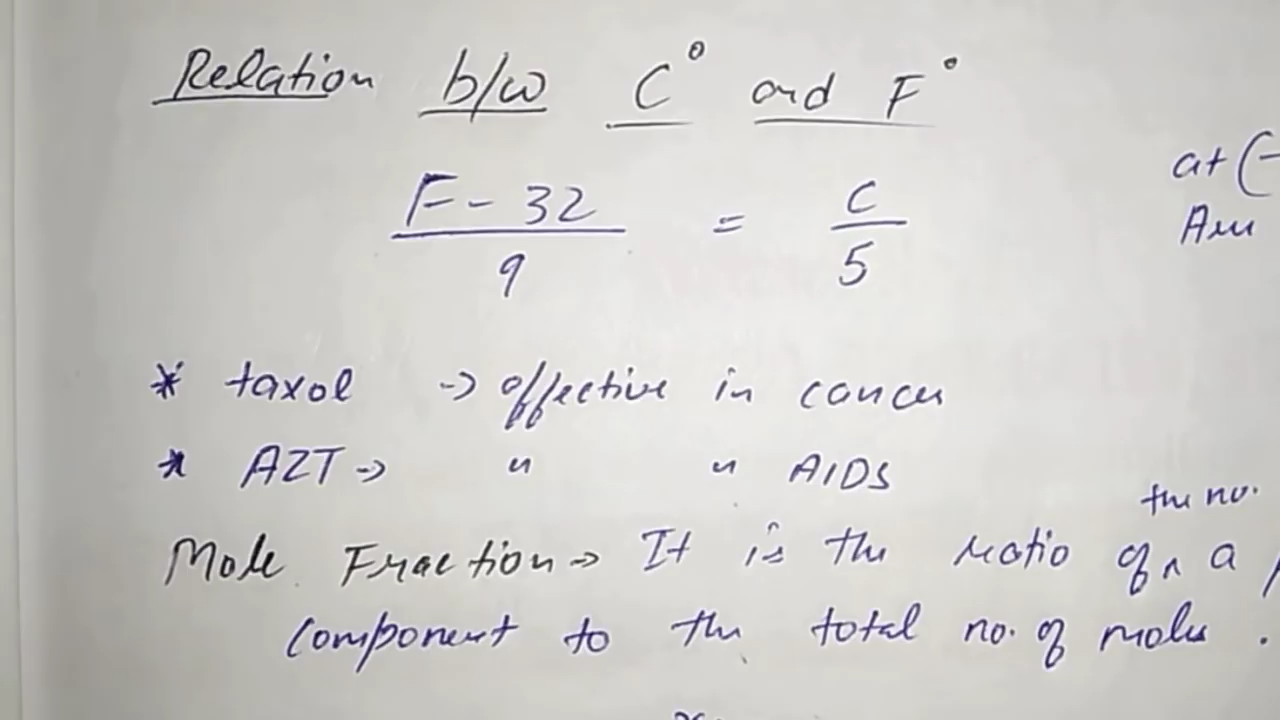 Relation b/w C° and F°
F - 32 / 9 = C / 5
at (-
* taxol -> effective in cancer
* AZT -> " " AIDS
the no.
Mole Fraction -> It is the ratio of ^ a
component to the total no. of moles.